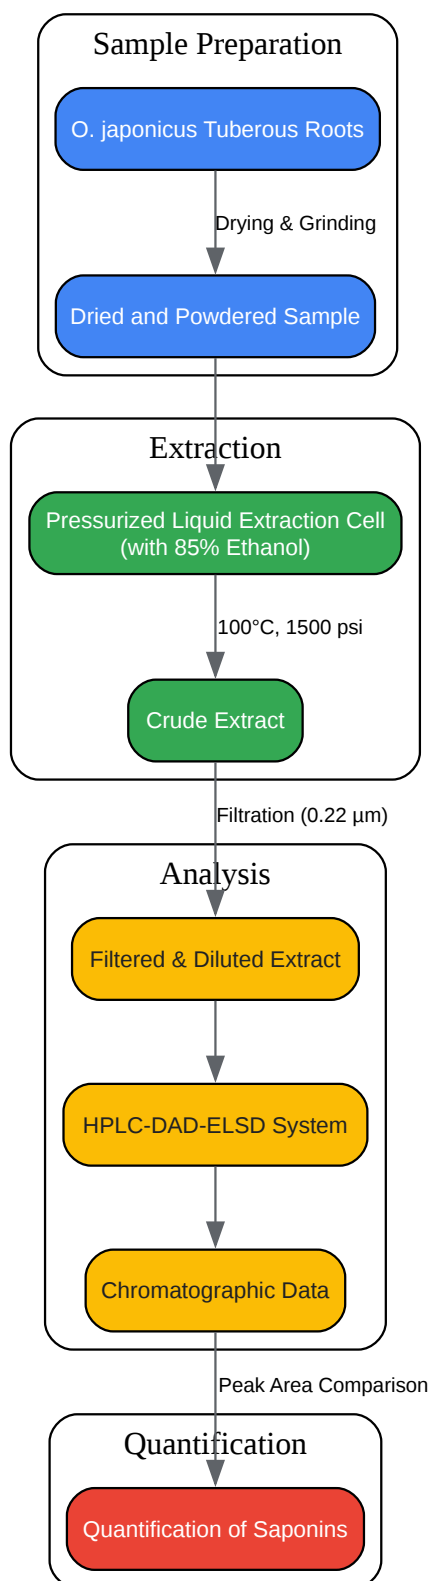 Sample Preparation
O. japonicus Tuberous Roots
Drying & Grinding
Dried and Powdered Sample
Extraction
Pressurized Liquid Extraction Cell
(with 85% Ethanol)
100°C, 1500 psi
Crude Extract
Filtration (0.22 µm)
Analysis
Filtered & Diluted Extract
HPLC-DAD-ELSD System
Chromatographic Data
Peak Area Comparison
Quantification
Quantification of Saponins